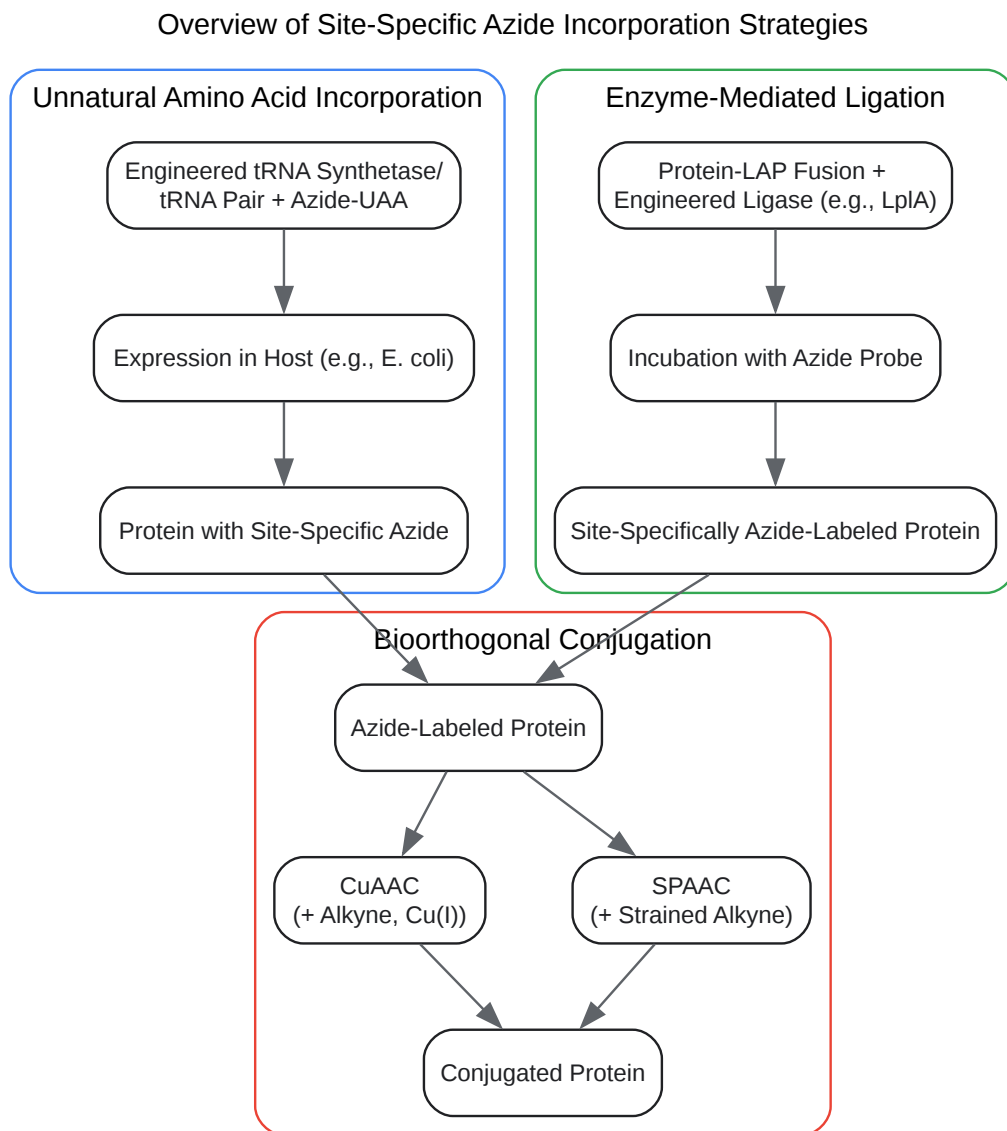 Overview of Site-Specific Azide Incorporation Strategies
Unnatural Amino Acid Incorporation
Engineered tRNA Synthetase/
tRNA Pair + Azide-UAA
Expression in Host (e.g., E. coli)
Protein with Site-Specific Azide
Enzyme-Mediated Ligation
Protein-LAP Fusion +
Engineered Ligase (e.g., LplA)
Incubation with Azide Probe
Site-Specifically Azide-Labeled Protein
Bioorthogonal Conjugation
Azide-Labeled Protein
CuAAC
(+ Alkyne, Cu(I))
SPAAC
(+ Strained Alkyne)
Conjugated Protein